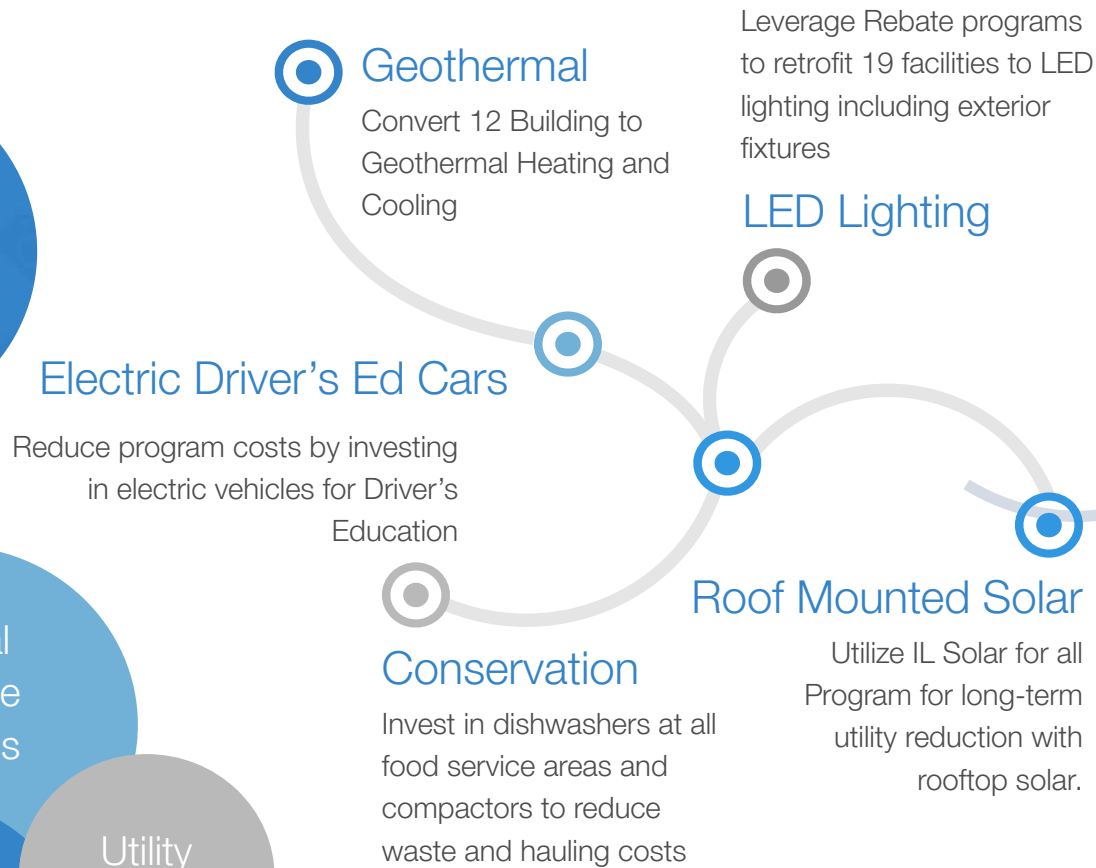 Geothermal
Convert 12 Building to
Geothermal Heating and
Cooling
Leverage Rebate programs
to retrofit 19 facilities to LED
lighting including exterior
fixtures
LED Lighting
Electric Driver’s Ed Cars
Reduce program costs by investing
in electric vehicles for Driver’s
Education
Conservation
Invest in dishwashers at all
food service areas and
compactors to reduce
waste and hauling costs
Roof Mounted Solar
Utilize IL Solar for all
Program for long-term
utility reduction with
rooftop solar.
Utility